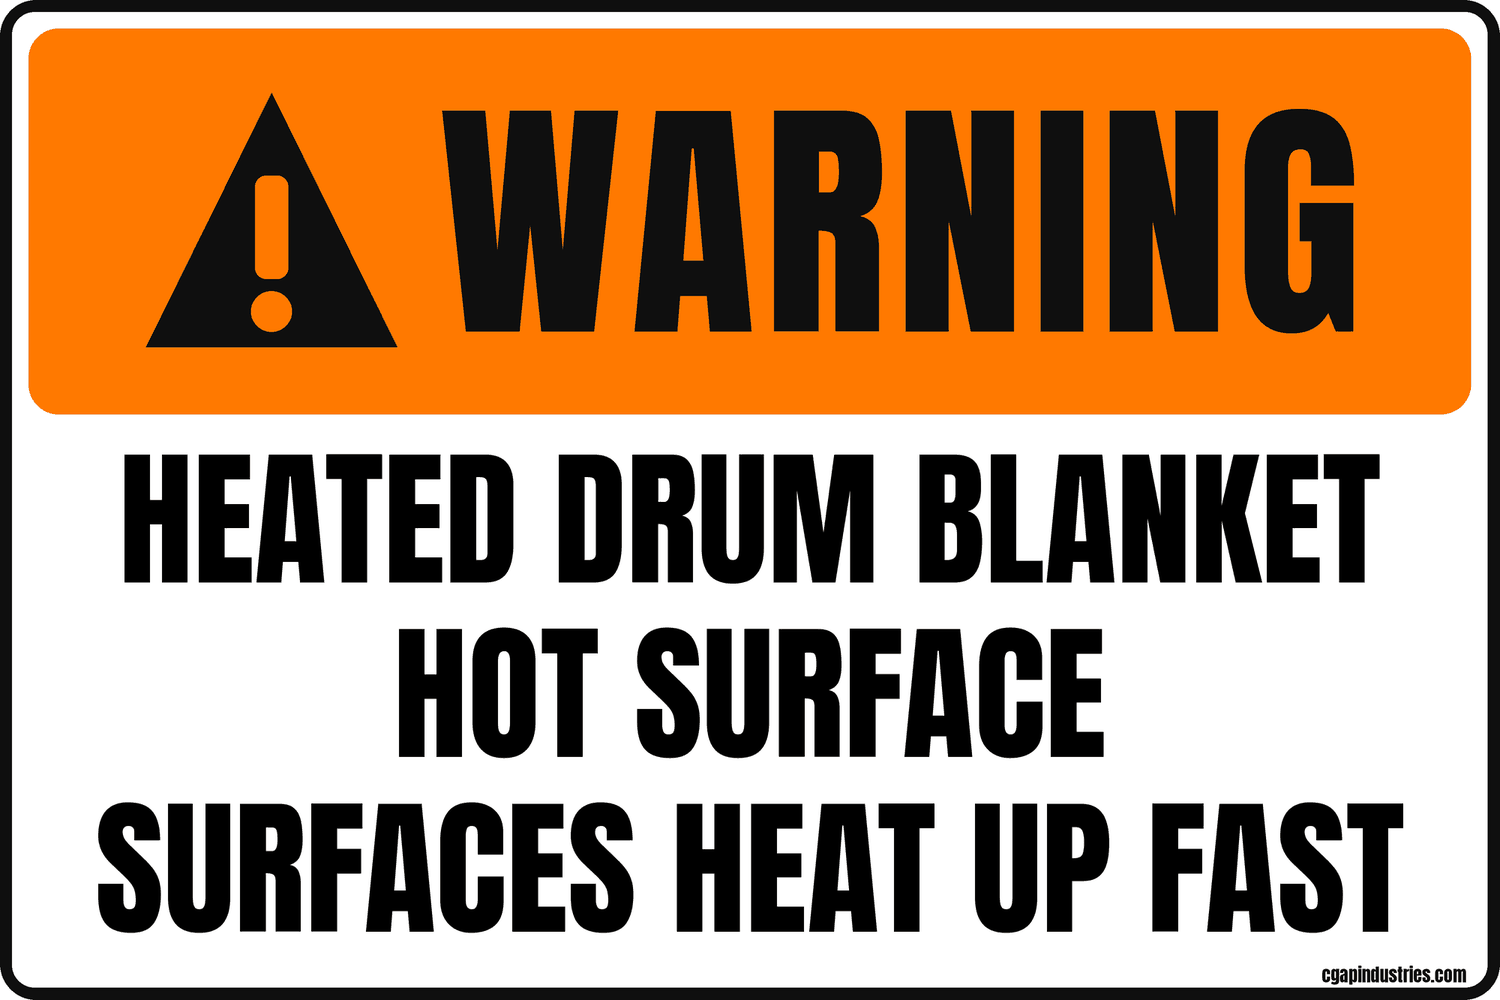 WARNING
HEATED DRUM BLANKET
HOT SURFACE
SURFACES HEAT UP FAST
cgapindustries.com